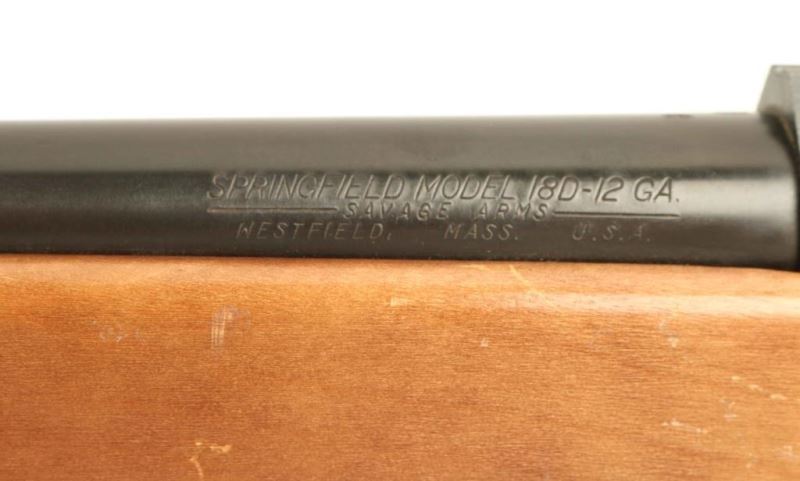 SPRINGFIELD MODEL 18D-12 GA.
SAVAGE ARMS
WESTFIELD, MASS. U.S.A.